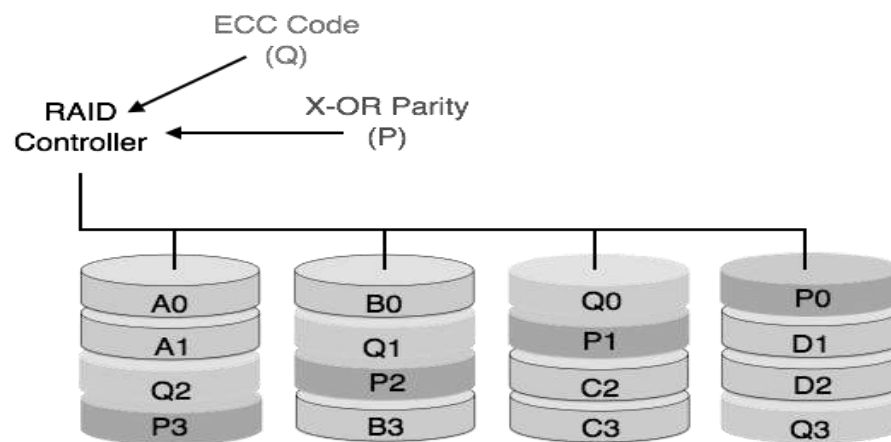 ECC Code
(Q)
RAID
Controller
X-OR Parity
(P)
A0
B0
Q0
P0
A1
Q1
P1
D1
Q2
P2
C2
D2
P3
B3
C3
Q3